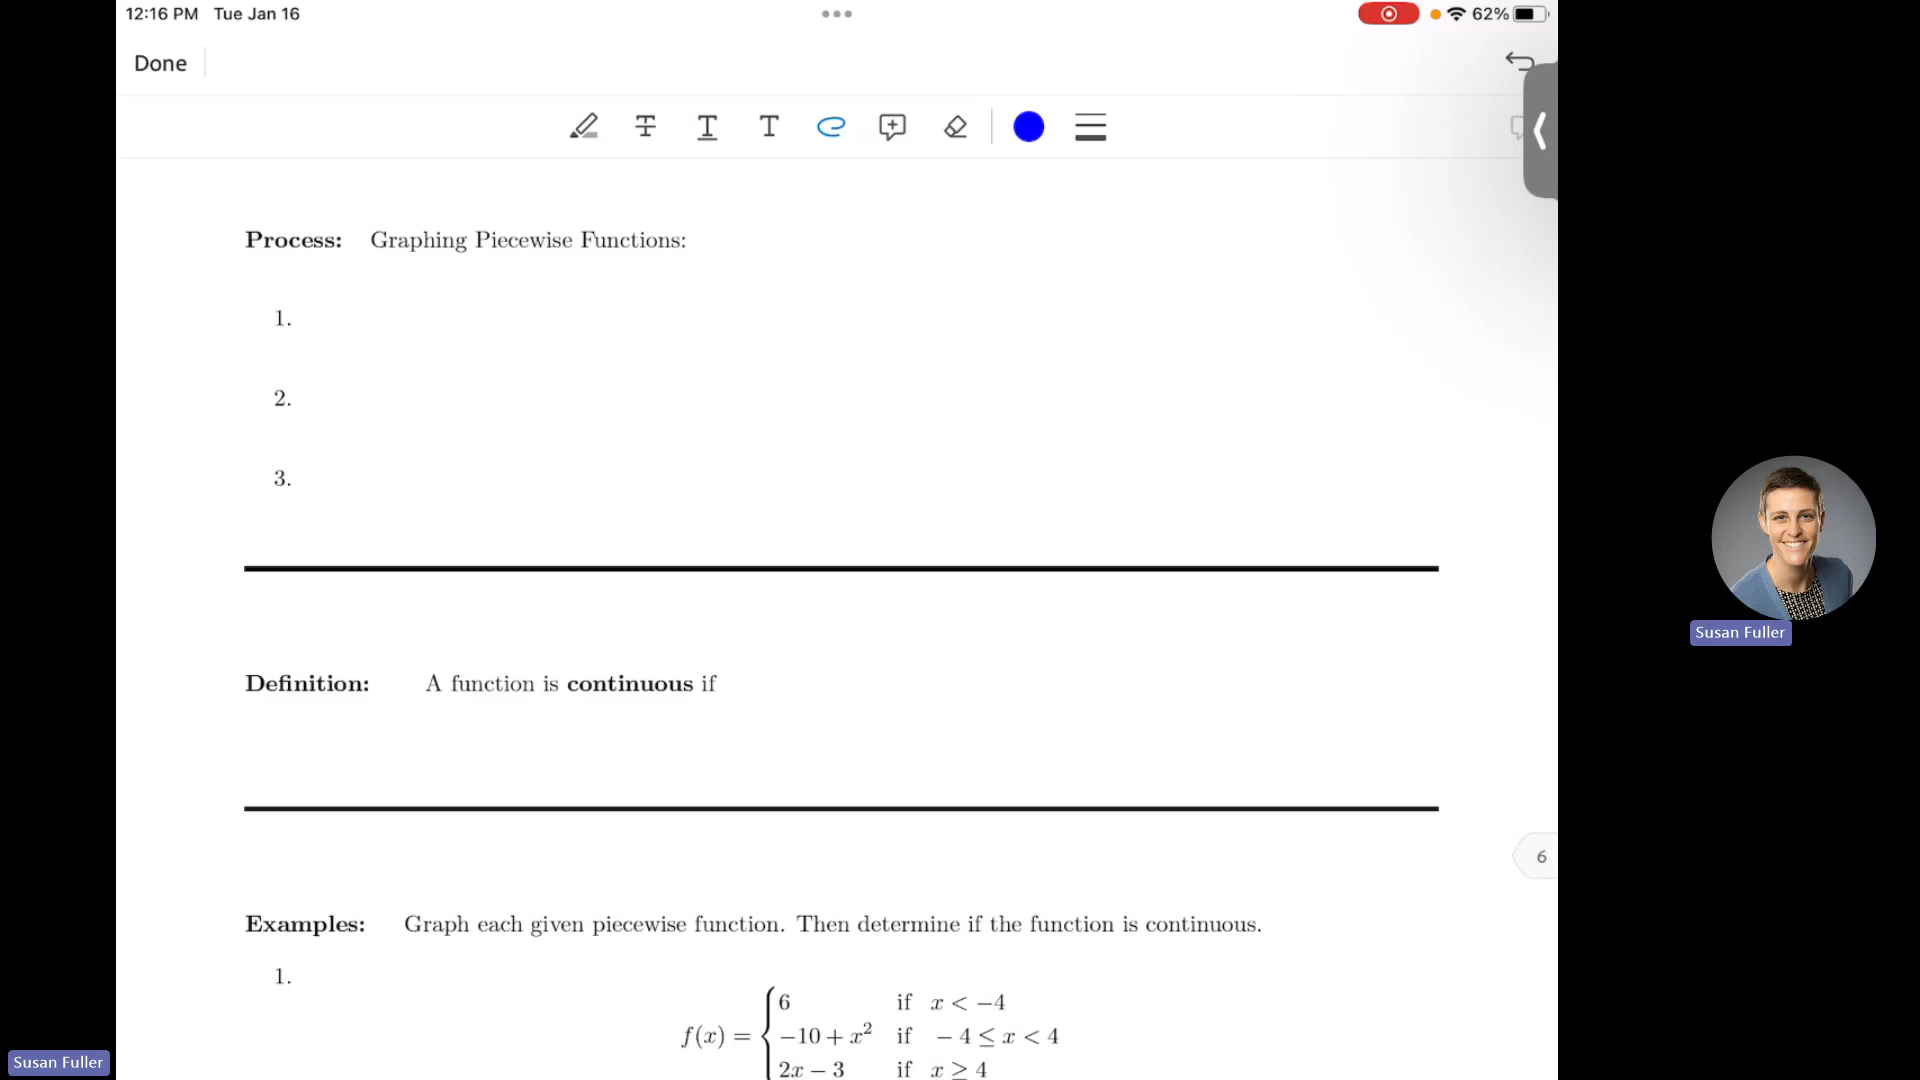 12:16 PM Tue Jan 16
62%
Done
Process: Graphing Piecewise Functions:
1.
2.
3.
Definition: A function is continuous if
6
Examples: Graph each given piecewise function. Then determine if the function is continuous.
1.
6 if x < −4
f(x) = { −10 + x² if −4 ≤ x < 4
2x − 3 if x ≥ 4
Susan Fuller
Susan Fuller